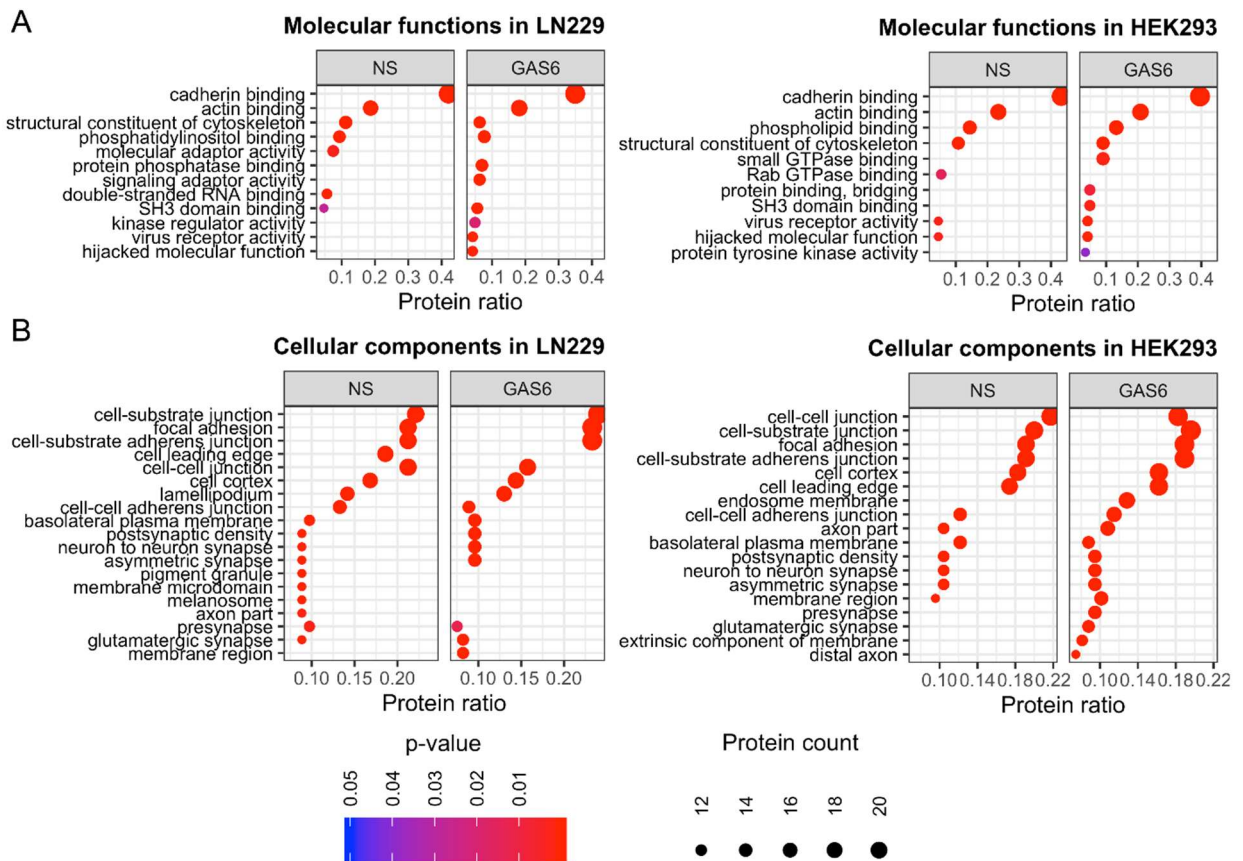 A
Molecular functions in LN229
NS
GAS6
cadherin binding
actin binding
structural constituent of cytoskeleton
phosphatidylinositol binding
molecular adaptor activity
protein phosphatase binding
signaling adaptor activity
double-stranded RNA binding
SH3 domain binding
kinase regulator activity
virus receptor activity
hijacked molecular function
0.1 0.2 0.3 0.4
0.1 0.2 0.3 0.4
Protein ratio
Molecular functions in HEK293
NS
GAS6
cadherin binding
actin binding
phospholipid binding
structural constituent of cytoskeleton
small GTPase binding
Rab GTPase binding
protein binding, bridging
SH3 domain binding
virus receptor activity
hijacked molecular function
protein tyrosine kinase activity
0.1 0.2 0.3 0.4
0.1 0.2 0.3 0.4
Protein ratio
B
Cellular components in LN229
NS
GAS6
cell-substrate junction
focal adhesion
cell-substrate adherens junction
cell leading edge
cell-cell junction
cell cortex
lamellipodium
cell-cell adherens junction
basolateral plasma membrane
postsynaptic density
neuron to neuron synapse
asymmetric synapse
pigment granule
membrane microdomain
melanosome
axon part
presynapse
glutamatergic synapse
membrane region
0.10 0.15 0.20
0.10 0.15 0.20
Protein ratio
Cellular components in HEK293
NS
GAS6
cell-cell junction
cell-substrate junction
focal adhesion
cell-substrate adherens junction
cell cortex
cell leading edge
endosome membrane
cell-cell adherens junction
axon part
basolateral plasma membrane
postsynaptic density
neuron to neuron synapse
asymmetric synapse
membrane region
presynapse
glutamatergic synapse
extrinsic component of membrane
distal axon
0.10 0.14 0.18 0.22
0.10 0.14 0.18 0.22
Protein ratio
p-value
0.05 0.04 0.03 0.02 0.01
Protein count
12 14 16 18 20